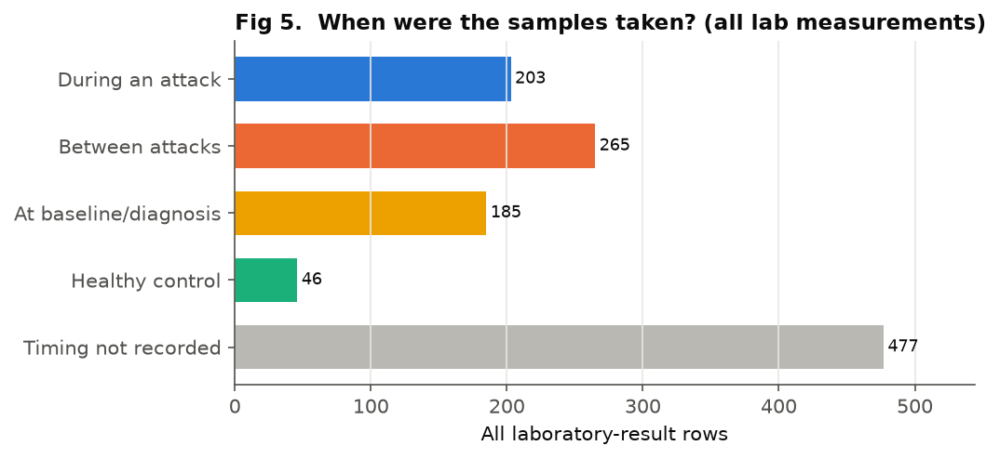 Fig 5.  When were the samples taken? (all lab measurements)
During an attack 203
Between attacks 265
At baseline/diagnosis 185
Healthy control 46
Timing not recorded 477
0 100 200 300 400 500
All laboratory-result rows